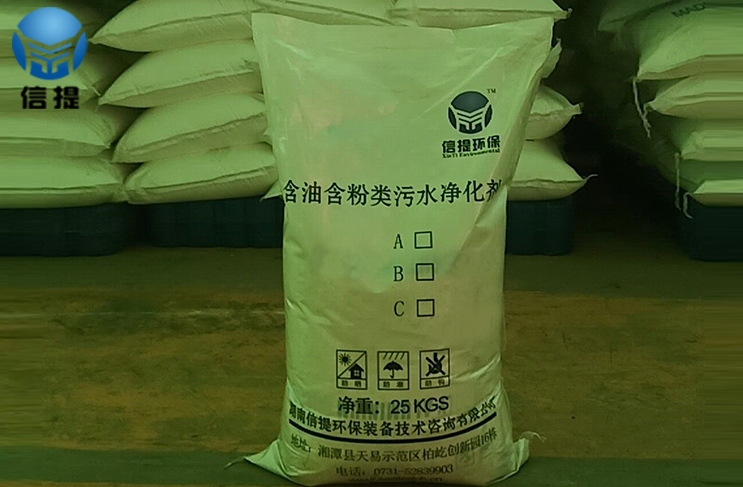 信提
MAD
TM
信提环保
XinTi Environmental
含油含粉类污水净化剂
A
B
C
防晒
防潮
防钩
净重: 25 KGS
湖南信提环保装备技术咨询有限公司
地址: 湘潭县天易示范区柏屹创新园16栋
电话: 0731-52839903